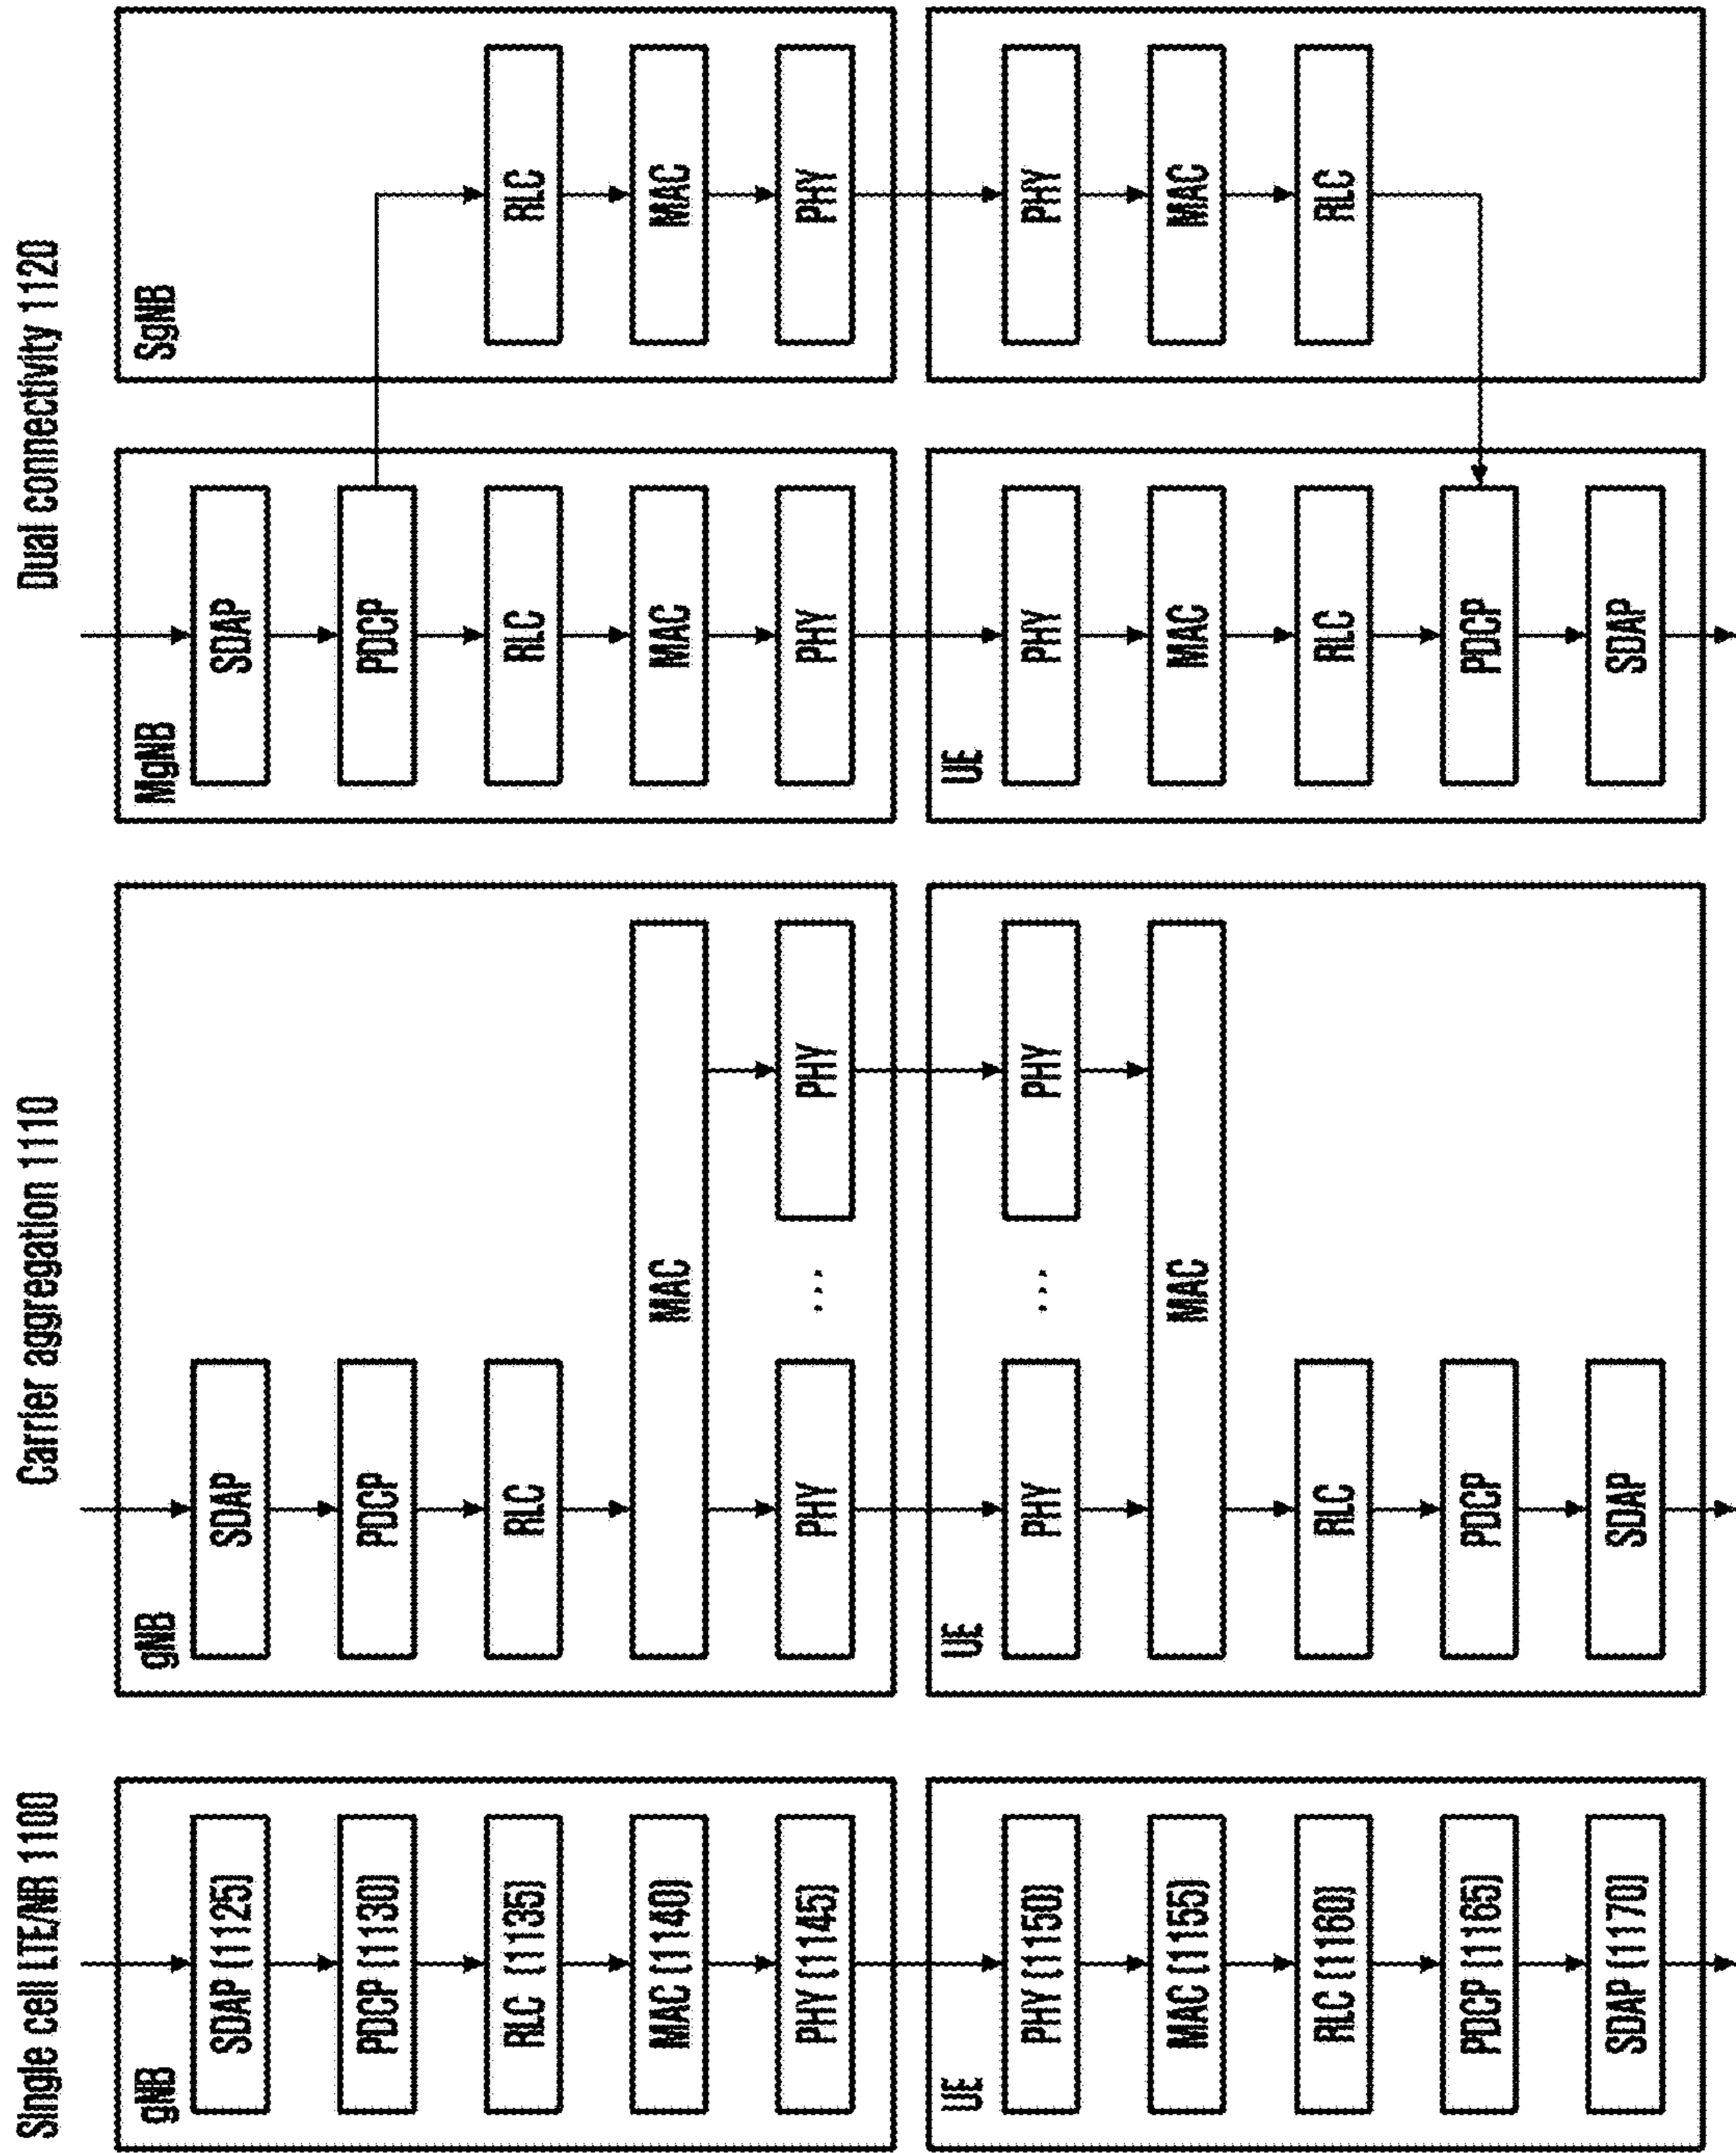 Single cell LTE/NR 1100
gNB
SDAP (1125)
PDCP (1130)
RLC (1135)
MAC (1140)
PHY (1145)
UE
PHY (1150)
MAC (1155)
RLC (1160)
PDCP (1165)
SDAP (1170)
Carrier aggregation 1110
gNB
SDAP
PDCP
RLC
MAC
PHY
...
PHY
UE
PHY
...
PHY
MAC
RLC
PDCP
SDAP
Dual connectivity 1120
MgNB
SDAP
PDCP
RLC
MAC
PHY
SgNB
RLC
MAC
PHY
UE
PHY
MAC
RLC
PDCP
SDAP
PHY
MAC
RLC